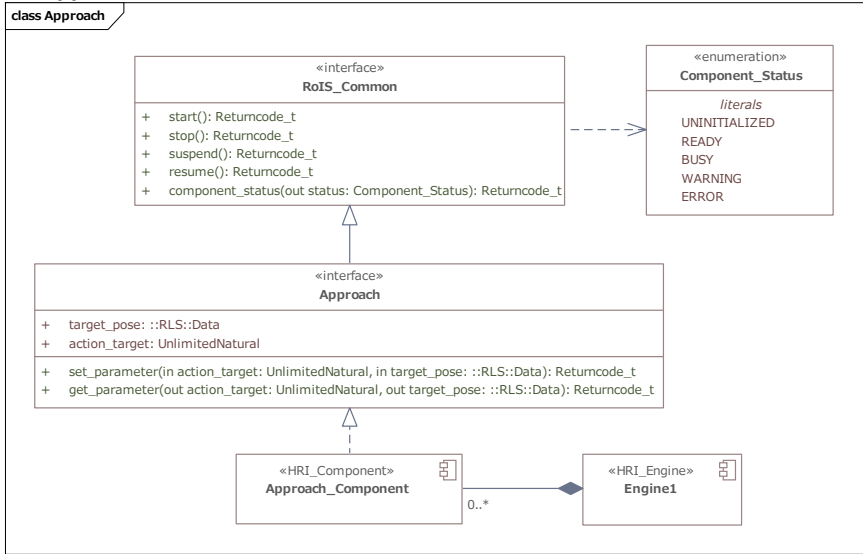 class Approach
«interface»
RoIS_Common
+ start(): Returncode_t
+ stop(): Returncode_t
+ suspend(): Returncode_t
+ resume(): Returncode_t
+ component_status(out status: Component_Status): Returncode_t
«enumeration»
Component_Status
literals
UNINITIALIZED
READY
BUSY
WARNING
ERROR
«interface»
Approach
+ target_pose: ::RLS::Data
+ action_target: UnlimitedNatural
+ set_parameter(in action_target: UnlimitedNatural, in target_pose: ::RLS::Data): Returncode_t
+ get_parameter(out action_target: UnlimitedNatural, out target_pose: ::RLS::Data): Returncode_t
«HRI_Component»
Approach_Component
0..*
«HRI_Engine»
Engine1